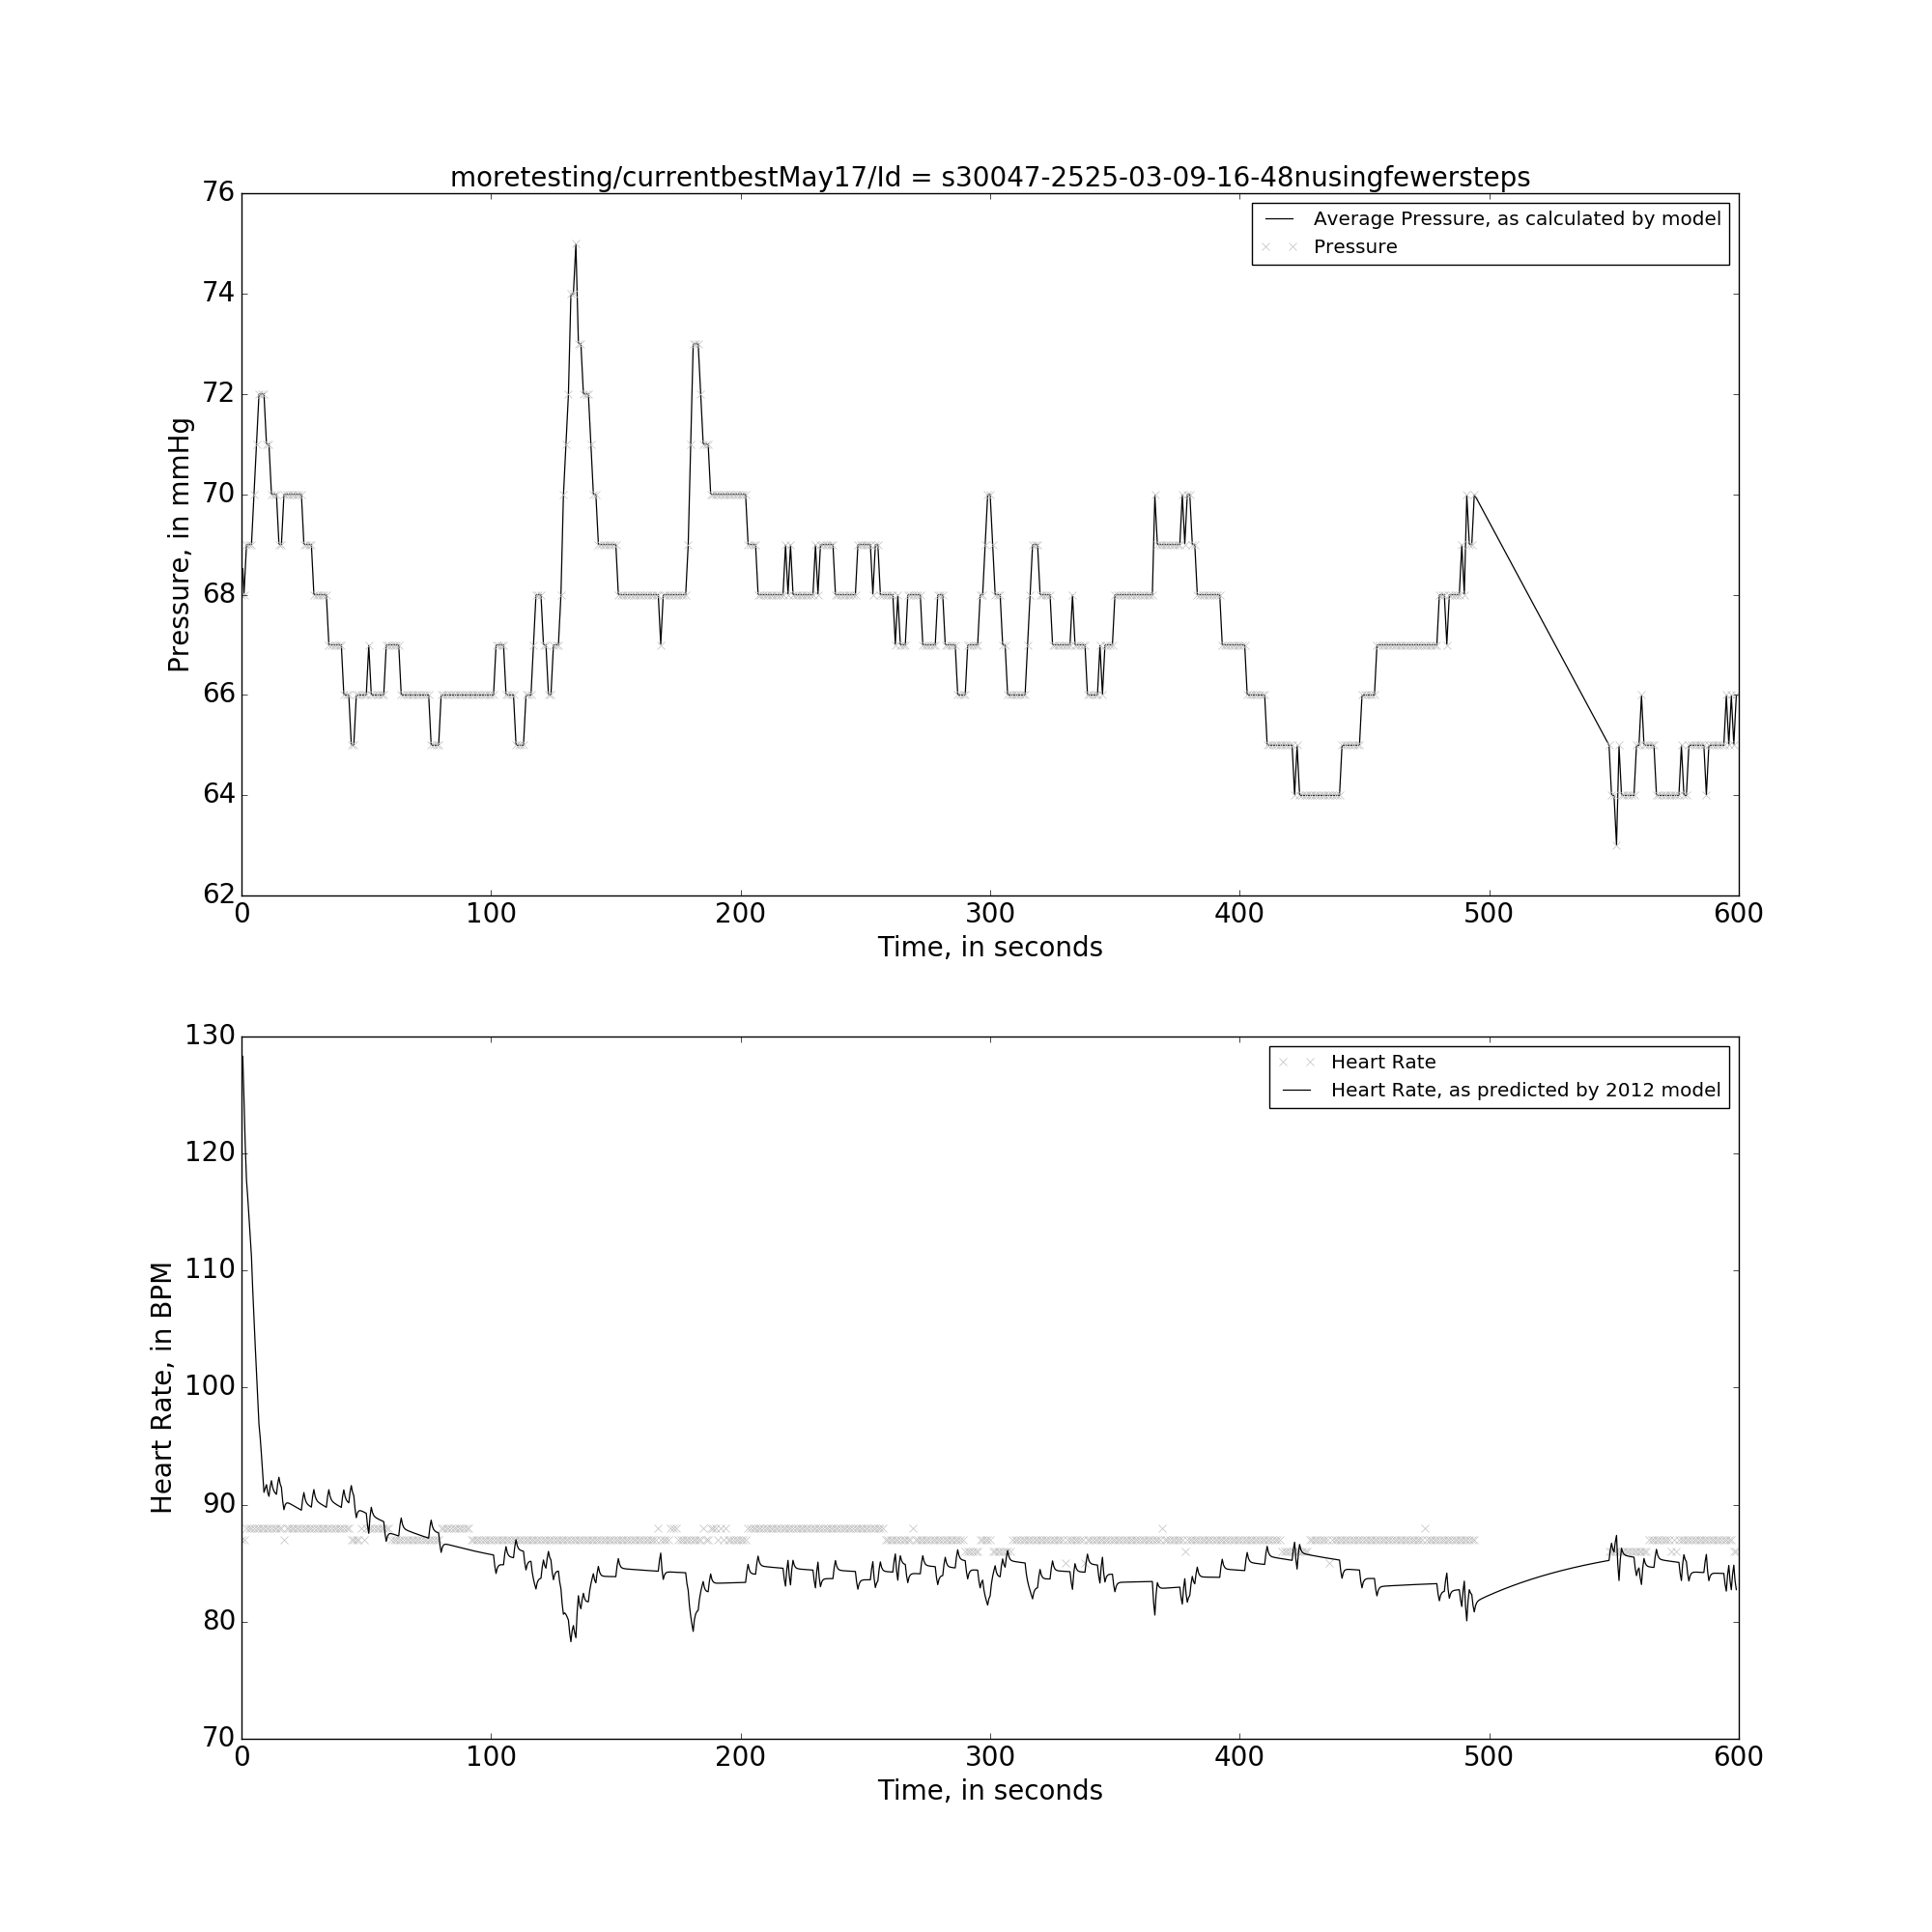 moretesting/currentbestMay17/Id = s30047-2525-03-09-16-48nusingfewersteps
76
74
72
70
68
66
64
62
Pressure, in mmHg
Average Pressure, as calculated by model
Pressure
0 100 200 300 400 500 600
Time, in seconds
130
120
110
100
90
80
70
Heart Rate, in BPM
Heart Rate
Heart Rate, as predicted by 2012 model
0 100 200 300 400 500 600
Time, in seconds